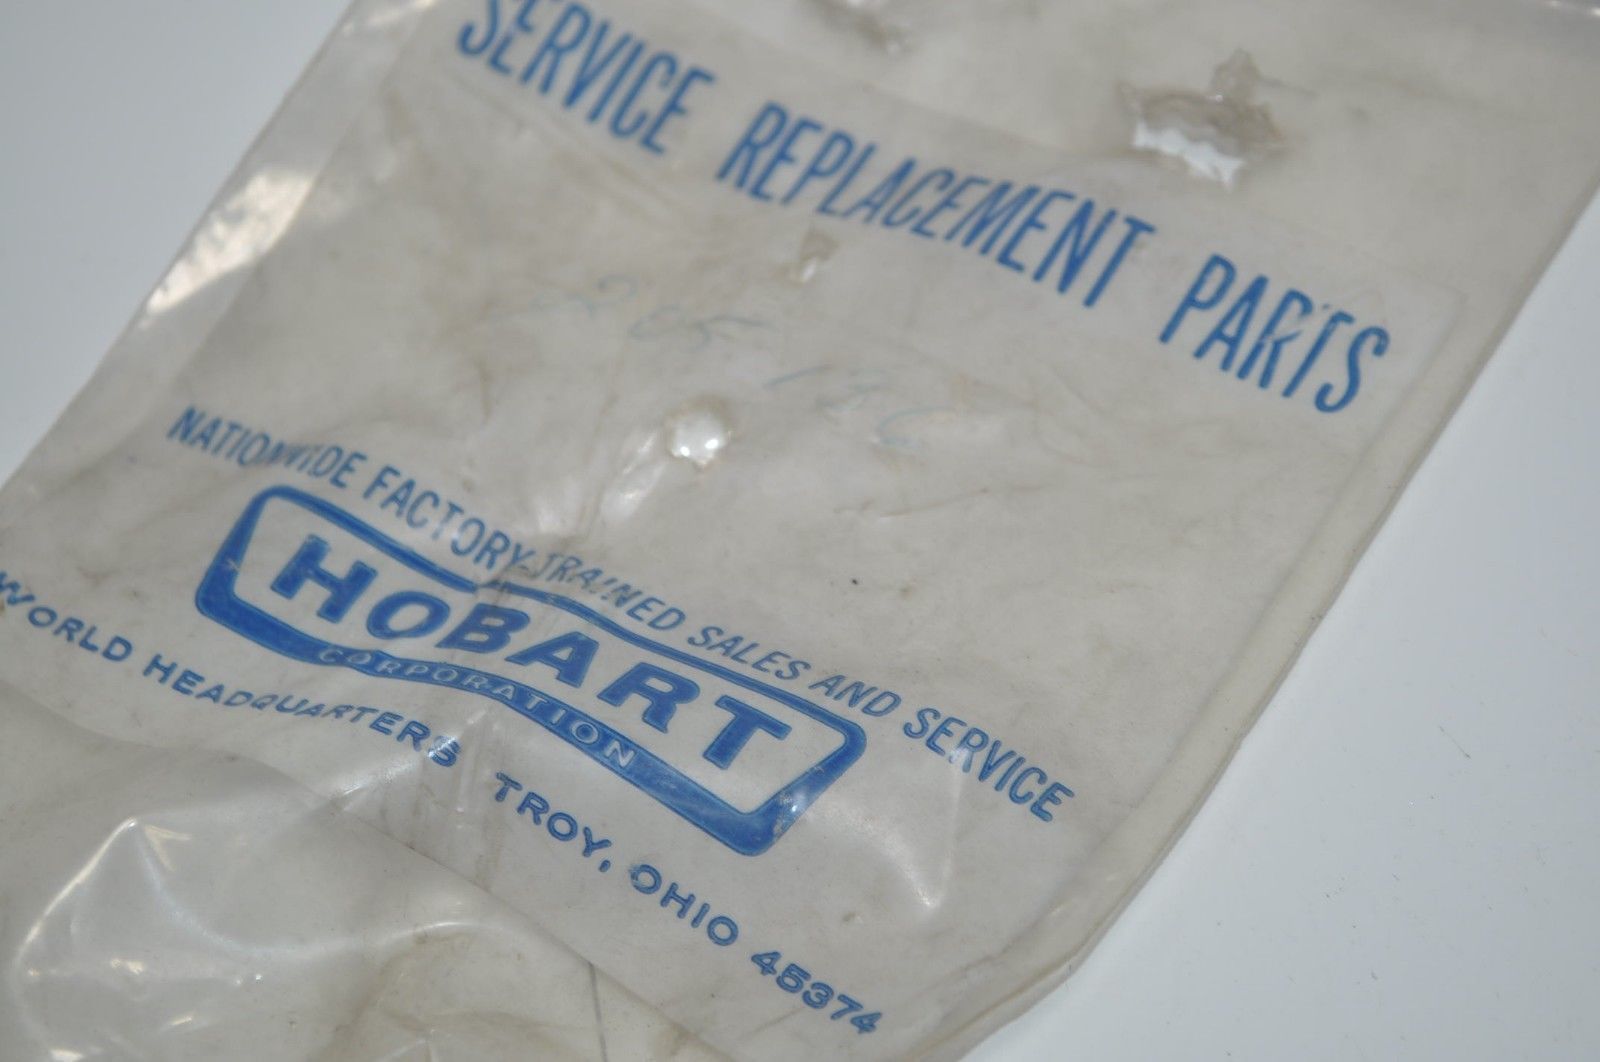 SERVICE REPLACEMENT PARTS
NATIONWIDE FACTORY-TRAINED SALES AND SERVICE
HOBART
CORPORATION
WORLD HEADQUARTERS TROY, OHIO 45374